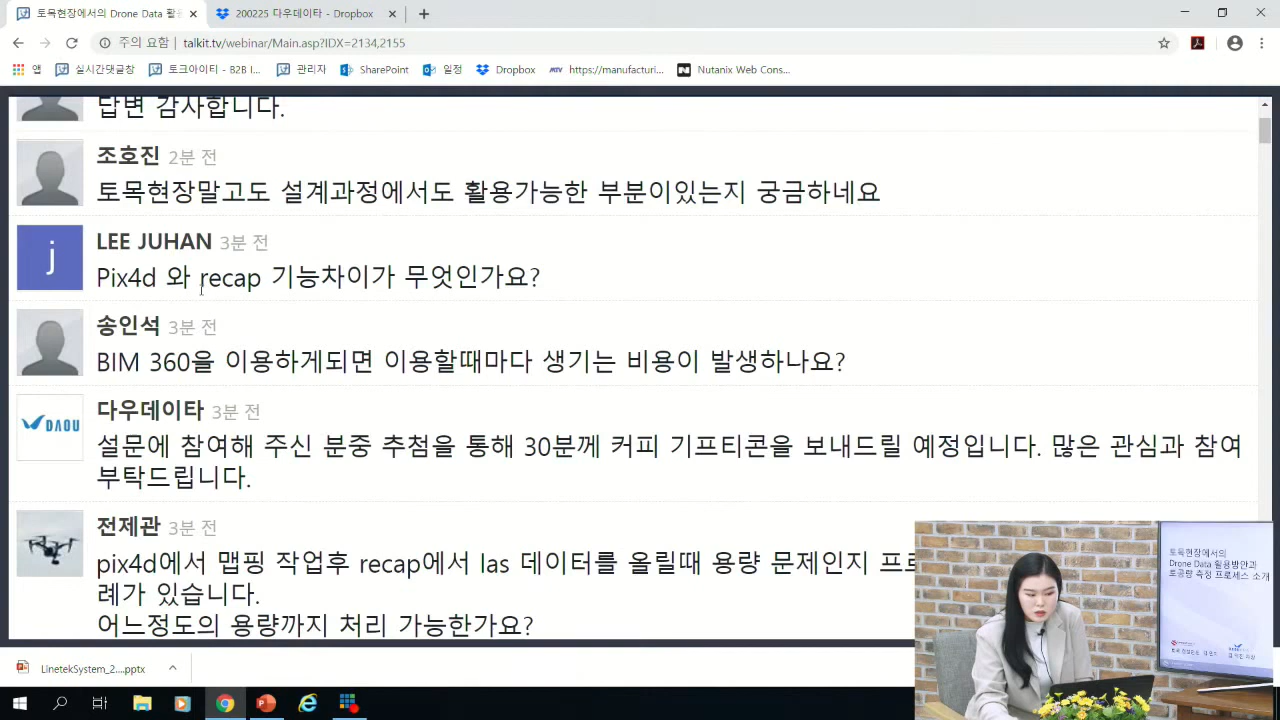 토목현장에서의 Drone Data 활용
200225 다우데이타 - Dropbox
주의 요함 | talkit.tv/webinar/Main.asp?IDX=2134,2155
앱 실시간댓글창 토크아이티 - B2B I... 관리자 SharePoint 일정 Dropbox https://manufacturi... Nutanix Web Cons...
답변 감사합니다.
조호진 2분 전
토목현장말고도 설계과정에서도 활용가능한 부분이있는지 궁금하네요
j
LEE JUHAN 3분 전
Pix4d 와 recap 기능차이가 무엇인가요?
송인석 3분 전
BIM 360을 이용하게되면 이용할때마다 생기는 비용이 발생하나요?
DAOU
다우데이타 3분 전
설문에 참여해 주신 분중 추첨을 통해 30분께 커피 기프티콘을 보내드릴 예정입니다. 많은 관심과 참여
부탁드립니다.
전제관 3분 전
pix4d에서 맵핑 작업후 recap에서 las 데이터를 올릴때 용량 문제인지 프로
례가 있습니다.
어느정도의 용량까지 처리 가능한가요?
토목현장에서의
Drone Data 활용방안과
토공량 측정 프로세스 소개
LinetekSystem_2....pptx